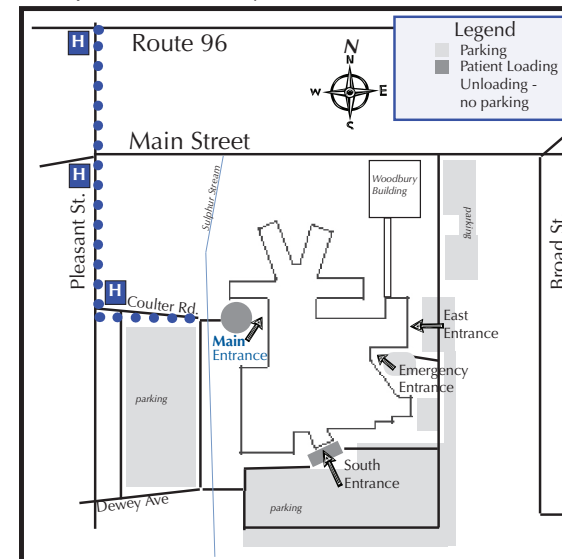 H
Route 96
N
N
W
E
S
Legend
Parking
Patient Loading
Unloading -
no parking
Main Street
H
Pleasant St.
Sulphur Stream
Woodbury
Building
parking
Broad St.
H
Coulter Rd.
Main
Entrance
East
Entrance
Emergency
Entrance
parking
South
Entrance
Dewey Ave
parking